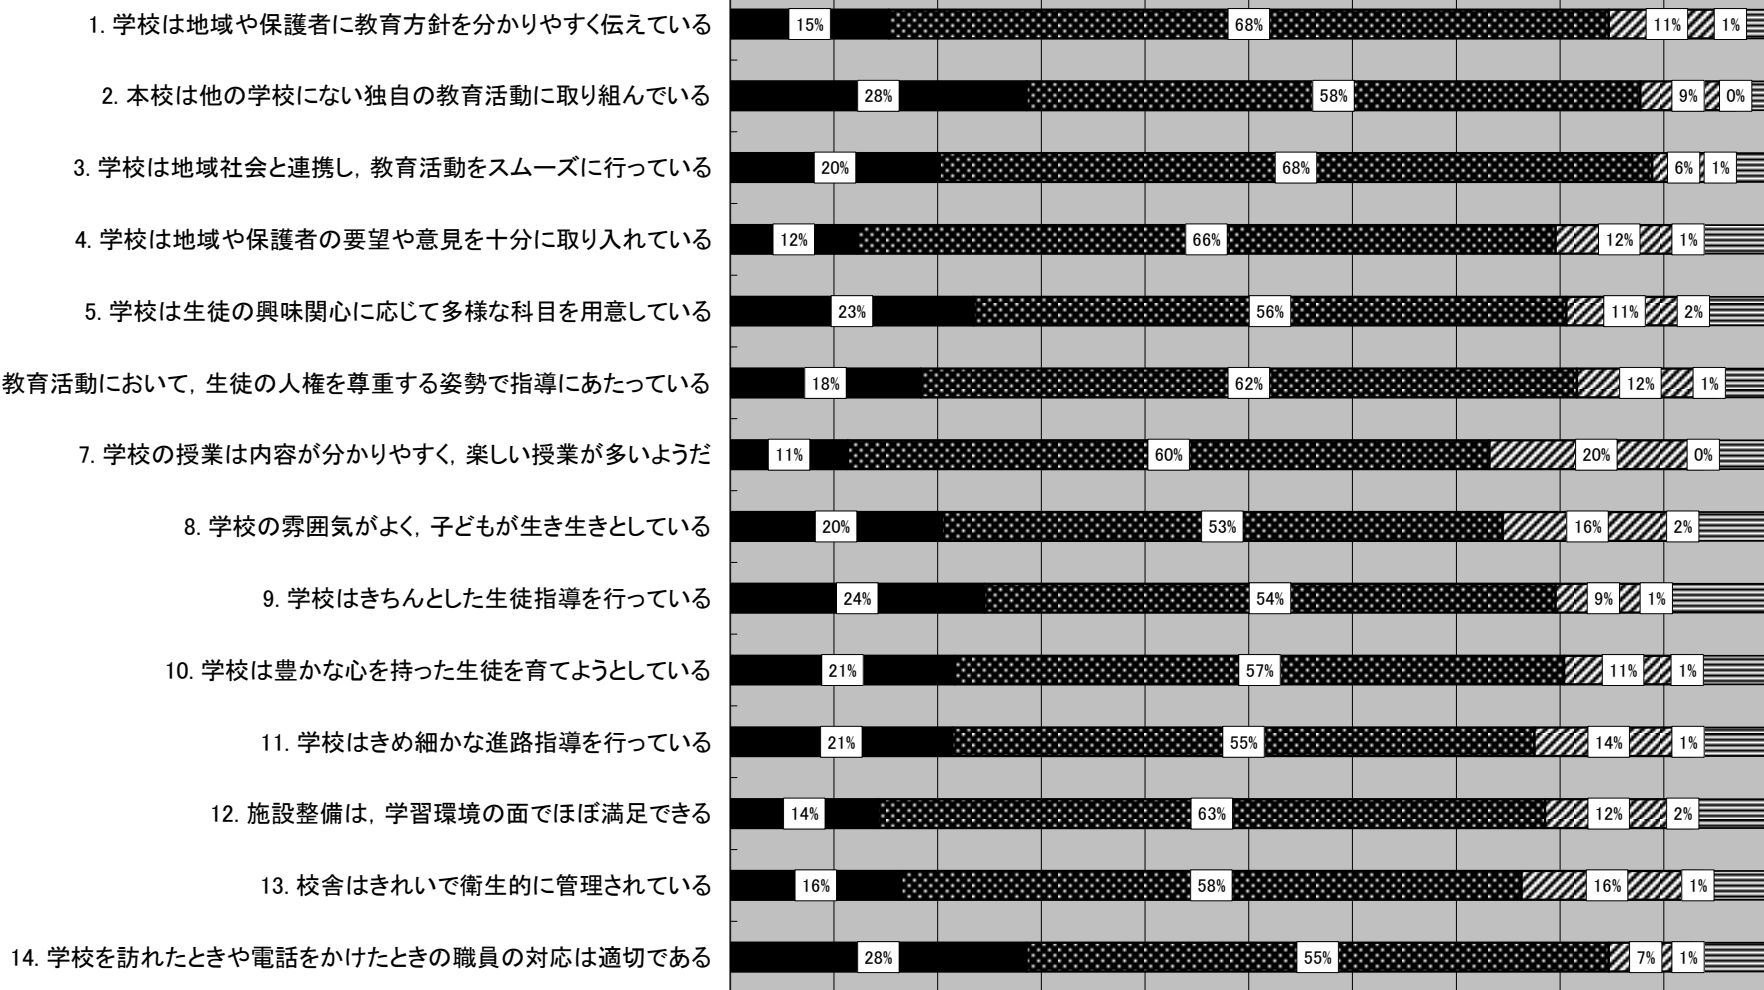 1. 学校は地域や保護者に教育方針を分かりやすく伝えている 15% 68% 11% 1%
2. 本校は他の学校にない独自の教育活動に取り組んでいる 28% 58% 9% 0%
3. 学校は地域社会と連携し，教育活動をスムーズに行っている 20% 68% 6% 1%
4. 学校は地域や保護者の要望や意見を十分に取り入れている 12% 66% 12% 1%
5. 学校は生徒の興味関心に応じて多様な科目を用意している 23% 56% 11% 2%
教育活動において，生徒の人権を尊重する姿勢で指導にあたっている 18% 62% 12% 1%
7. 学校の授業は内容が分かりやすく，楽しい授業が多いようだ 11% 60% 20% 0%
8. 学校の雰囲気がよく，子どもが生き生きとしている 20% 53% 16% 2%
9. 学校はきちんとした生徒指導を行っている 24% 54% 9% 1%
10. 学校は豊かな心を持った生徒を育てようとしている 21% 57% 11% 1%
11. 学校はきめ細かな進路指導を行っている 21% 55% 14% 1%
12. 施設整備は，学習環境の面でほぼ満足できる 14% 63% 12% 2%
13. 校舎はきれいで衛生的に管理されている 16% 58% 16% 1%
14. 学校を訪れたときや電話をかけたときの職員の対応は適切である 28% 55% 7% 1%